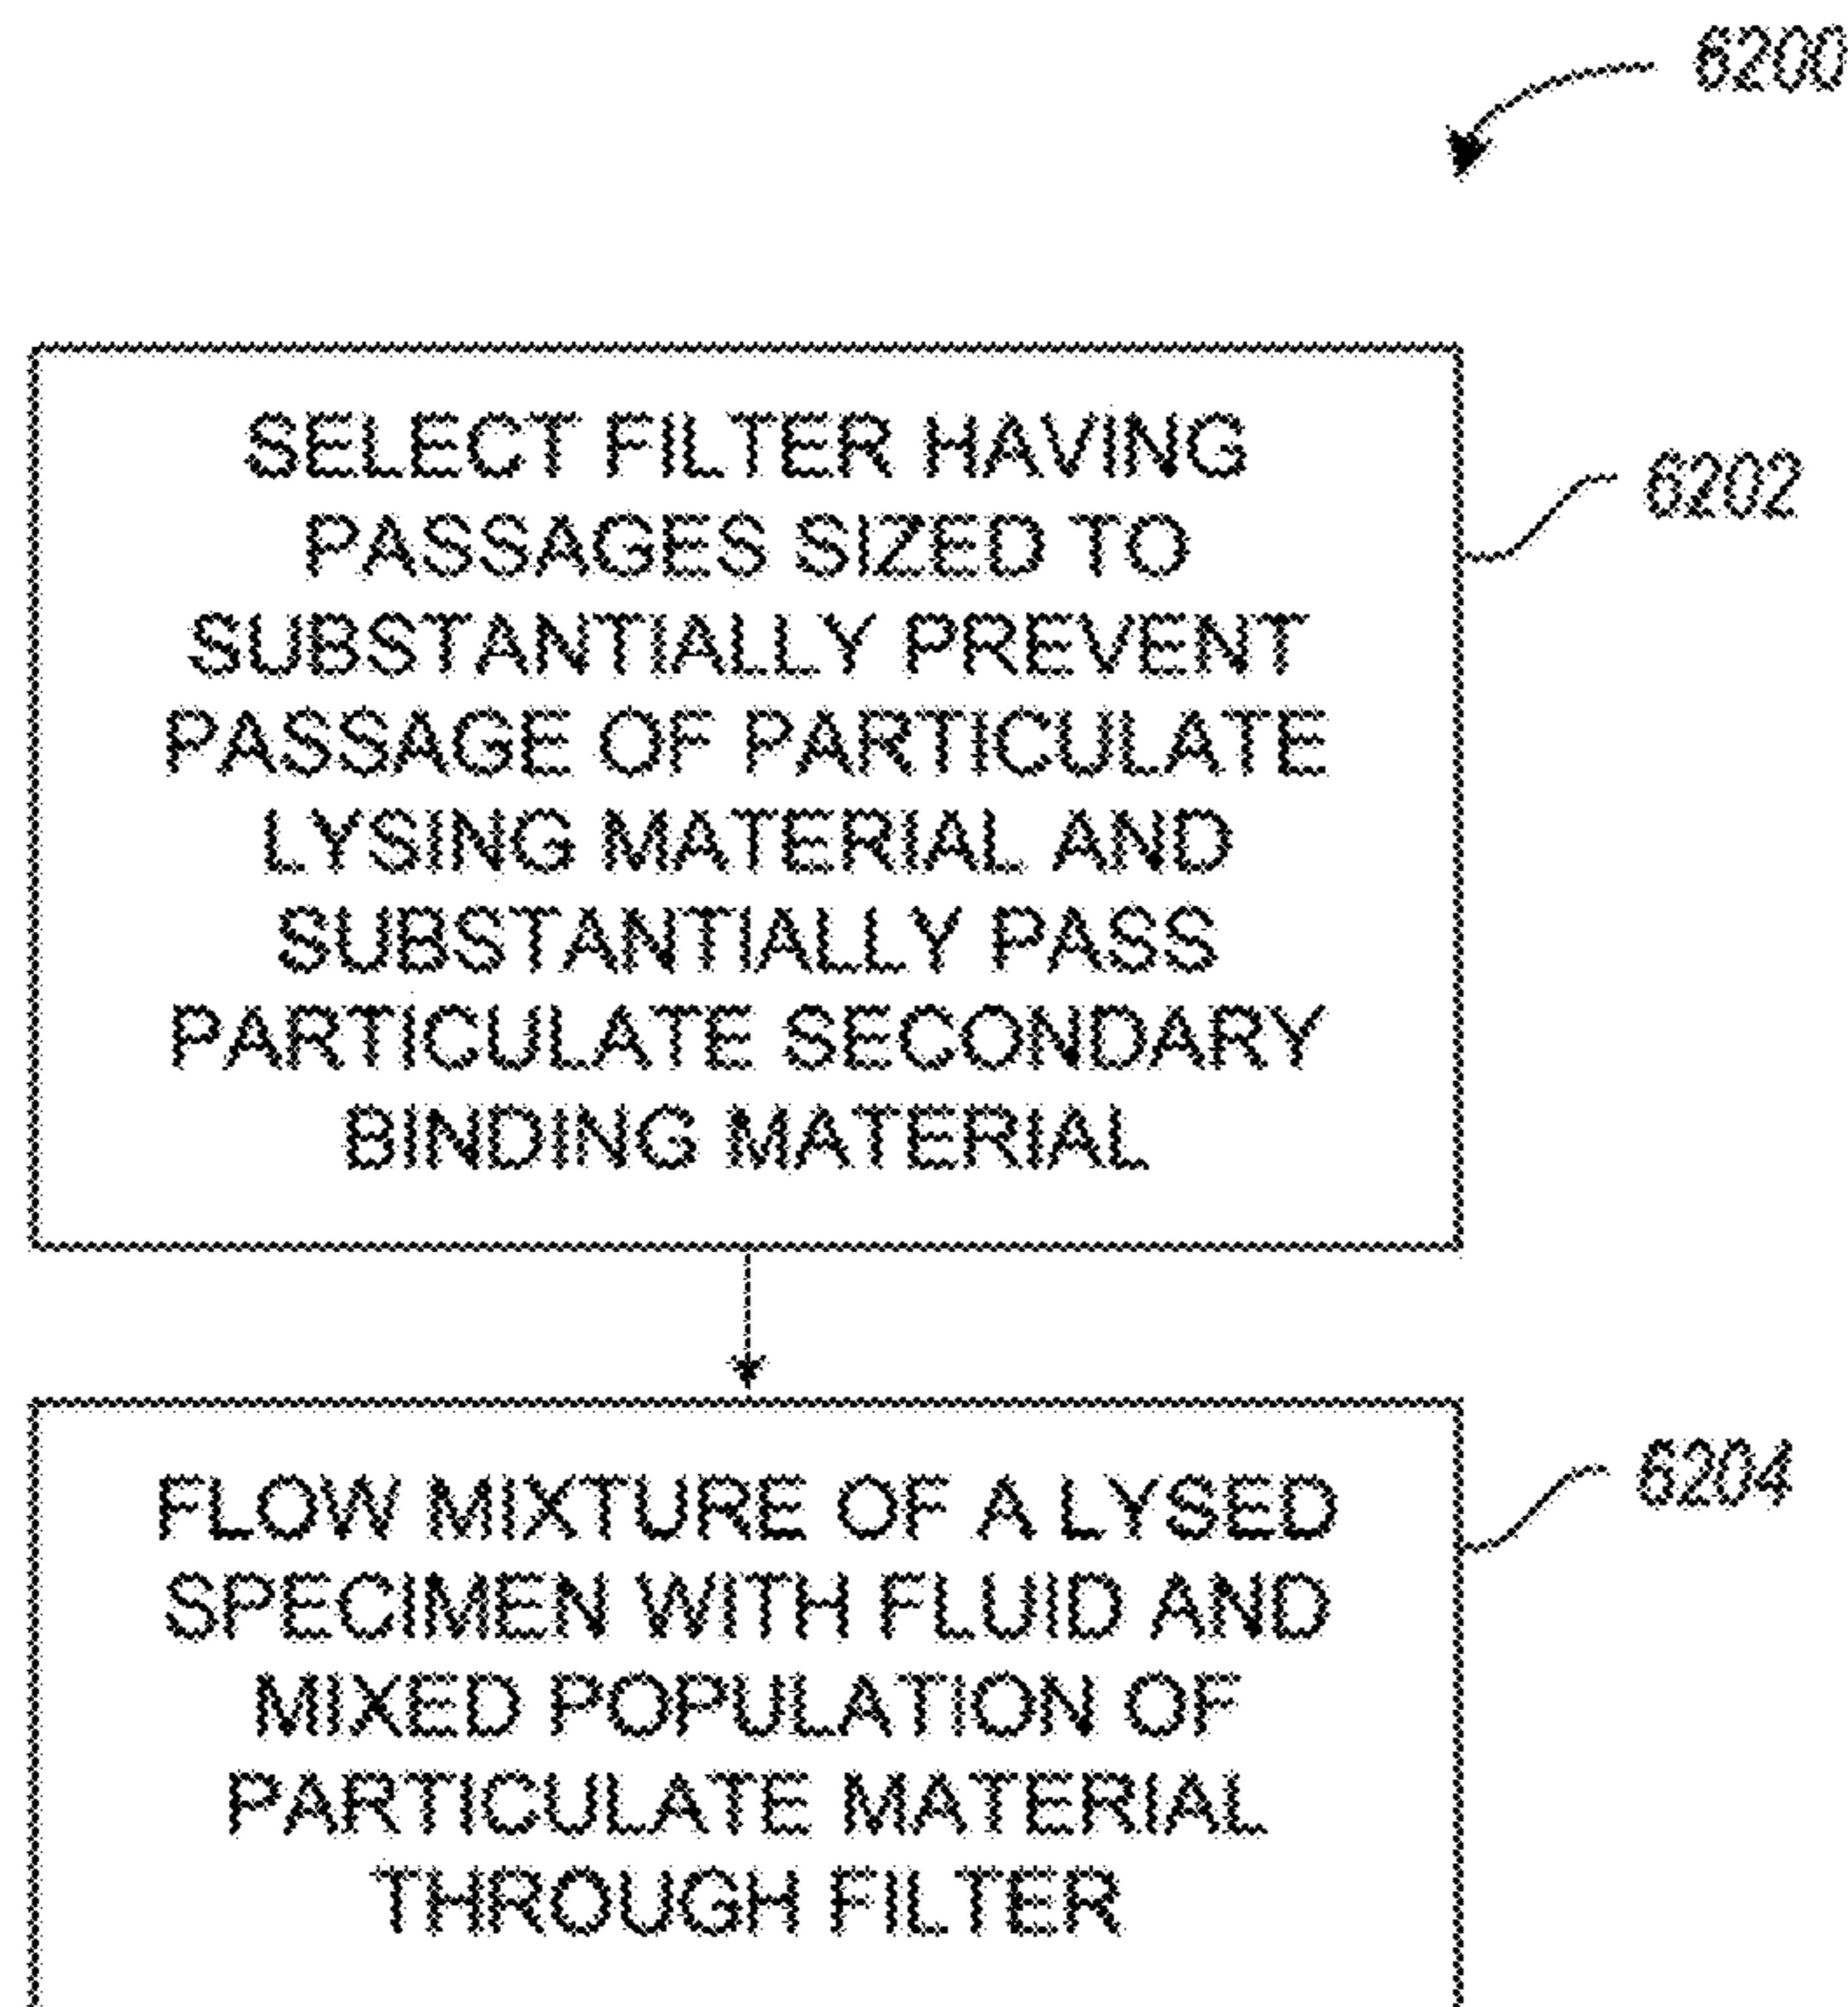 6200
SELECT FILTER HAVING
PASSAGES SIZED TO
SUBSTANTIALLY PREVENT
PASSAGE OF PARTICULATE
LYSING MATERIAL AND
SUBSTANTIALLY PASS
PARTICULATE SECONDARY
BINDING MATERIAL
6202
FLOW MIXTURE OF A LYSED
SPECIMEN WITH FLUID AND
MIXED POPULATION OF
PARTICULATE MATERIAL
THROUGH FILTER
6204